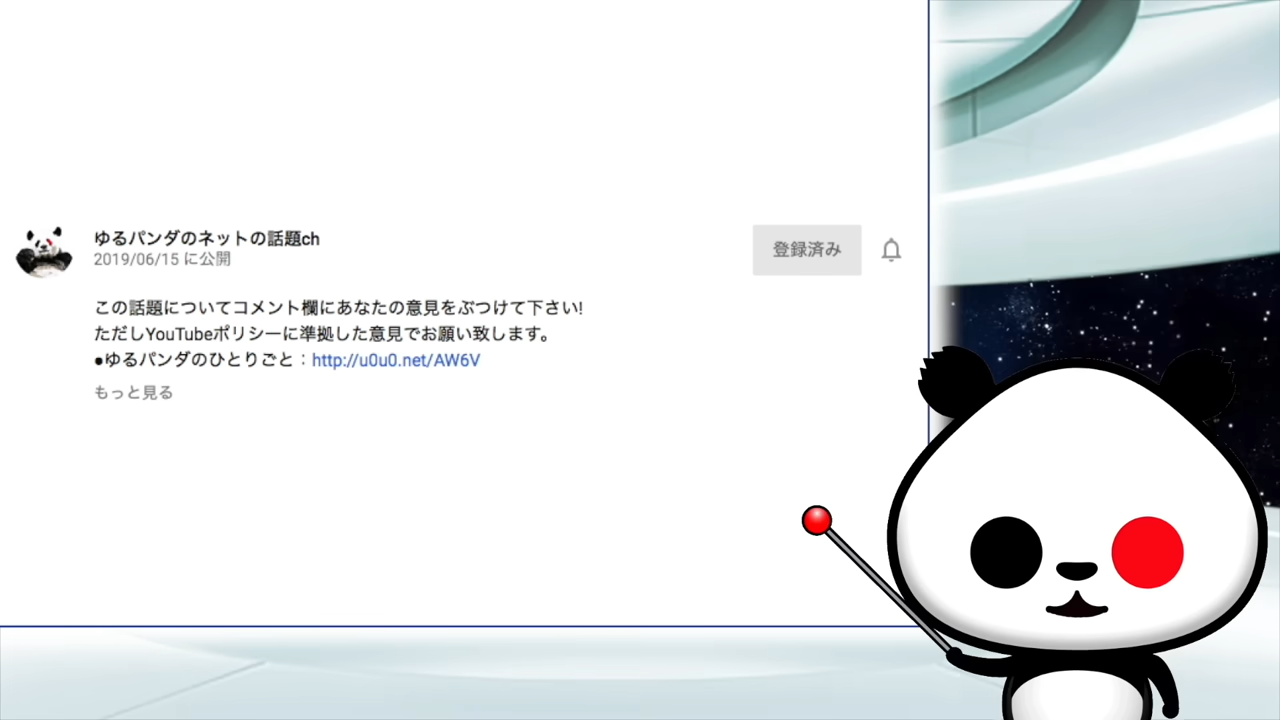 ゆるパンダのネットの話題ch
2019/06/15 に公開
登録済み
この話題についてコメント欄にあなたの意見をぶつけて下さい!
ただしYouTubeポリシーに準拠した意見でお願い致します。
●ゆるパンダのひとりごと：http://u0u0.net/AW6V
もっと見る